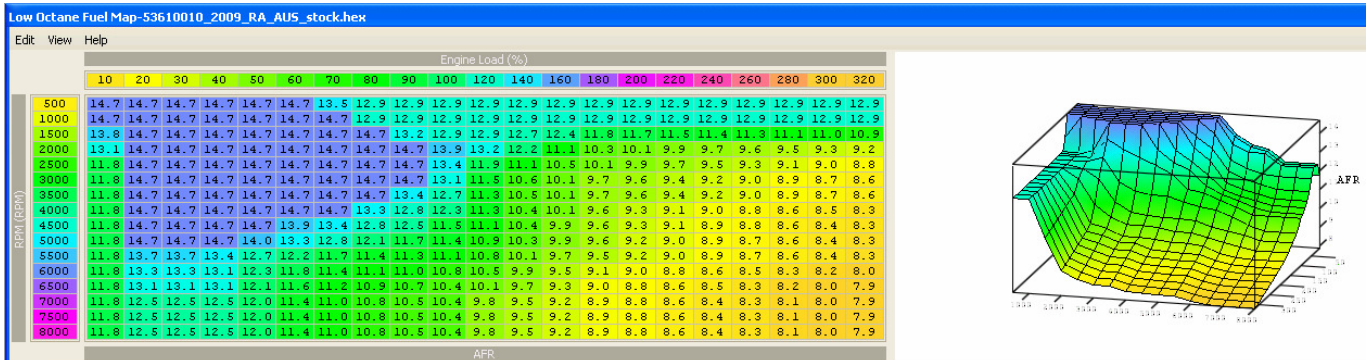 Low Octane Fuel Map-53610010_2009_RA_AUS_stock.hex
Edit View Help
Engine Load (%)
10 20 30 40 50 60 70 80 90 100 120 140 160 180 200 220 240 260 280 300 320
RPM (RPM)
500 14.7 14.7 14.7 14.7 14.7 14.7 13.5 12.9 12.9 12.9 12.9 12.9 12.9 12.9 12.9 12.9 12.9 12.9 12.9 12.9 12.9
1000 14.7 14.7 14.7 14.7 14.7 14.7 14.7 12.9 12.9 12.9 12.9 12.9 12.9 12.9 12.9 12.9 12.9 12.9 12.9 12.9 12.9
1500 13.8 14.7 14.7 14.7 14.7 14.7 14.7 14.7 13.2 12.9 12.9 12.7 12.4 11.8 11.7 11.5 11.4 11.3 11.1 11.0 10.9
2000 13.1 14.7 14.7 14.7 14.7 14.7 14.7 14.7 14.7 13.9 13.2 12.2 11.1 10.3 10.1 9.9 9.7 9.6 9.5 9.3 9.2
2500 11.8 14.7 14.7 14.7 14.7 14.7 14.7 14.7 14.7 13.4 11.9 11.1 10.5 10.1 9.9 9.7 9.5 9.3 9.1 9.0 8.8
3000 11.8 14.7 14.7 14.7 14.7 14.7 14.7 14.7 14.7 13.1 11.5 10.6 10.1 9.7 9.6 9.4 9.2 9.0 8.9 8.7 8.6
3500 11.8 14.7 14.7 14.7 14.7 14.7 14.7 14.7 13.4 12.7 11.3 10.5 10.1 9.7 9.6 9.4 9.2 9.0 8.9 8.7 8.6
4000 11.8 14.7 14.7 14.7 14.7 14.7 14.7 13.3 12.8 12.3 11.3 10.4 10.1 9.6 9.3 9.1 9.0 8.8 8.6 8.5 8.3
4500 11.8 14.7 14.7 14.7 14.7 13.9 13.4 12.8 12.5 11.5 11.1 10.4 9.9 9.6 9.3 9.1 8.9 8.8 8.6 8.4 8.3
5000 11.8 14.7 14.7 14.7 14.0 13.3 12.8 12.1 11.7 11.4 10.9 10.3 9.9 9.6 9.2 9.0 8.9 8.7 8.6 8.4 8.3
5500 11.8 13.7 13.7 13.4 12.7 12.2 11.7 11.4 11.3 11.1 10.8 10.1 9.7 9.5 9.2 9.0 8.9 8.7 8.6 8.4 8.3
6000 11.8 13.3 13.3 13.1 12.3 11.8 11.4 11.1 11.0 10.8 10.5 9.9 9.5 9.1 9.0 8.8 8.6 8.5 8.3 8.2 8.0
6500 11.8 13.1 13.1 13.1 12.1 11.6 11.2 10.9 10.7 10.4 10.1 9.7 9.3 9.0 8.8 8.6 8.5 8.3 8.2 8.0 7.9
7000 11.8 12.5 12.5 12.5 12.0 11.4 11.0 10.8 10.5 10.4 9.8 9.5 9.2 8.9 8.8 8.6 8.4 8.3 8.1 8.0 7.9
7500 11.8 12.5 12.5 12.5 12.0 11.4 11.0 10.8 10.5 10.4 9.8 9.5 9.2 8.9 8.8 8.6 8.4 8.3 8.1 8.0 7.9
8000 11.8 12.5 12.5 12.5 12.0 11.4 11.0 10.8 10.5 10.4 9.8 9.5 9.2 8.9 8.8 8.6 8.4 8.3 8.1 8.0 7.9
AFR
AFR